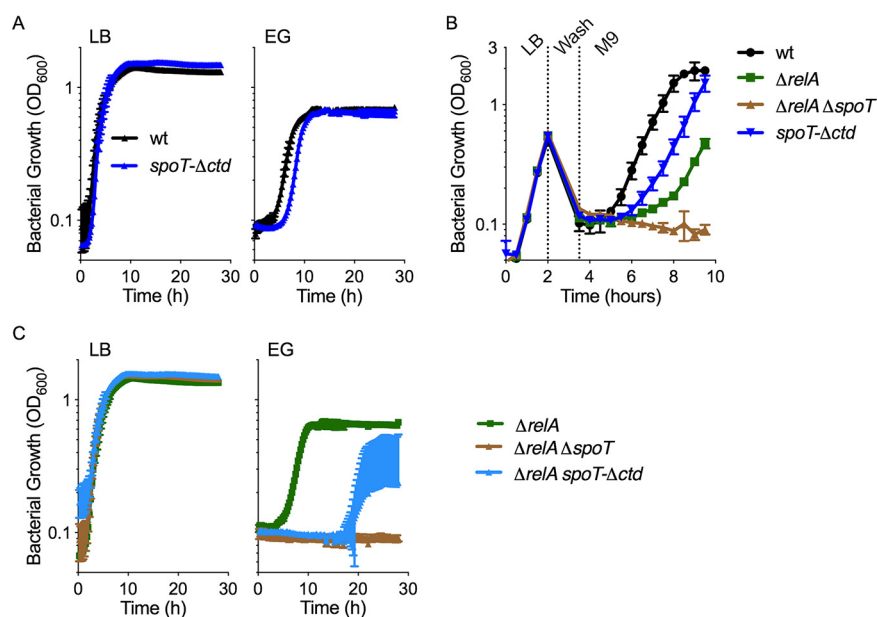 A
LB
EG
Bacterial Growth (OD600)
1
0.1
0 10 20 30
Time (h)
0 10 20 30
Time (h)
wt
spoT-Δctd
B
LB
Wash
M9
Bacterial Growth (OD600)
3
1
0.1
0 2 4 6 8 10
Time (hours)
wt
ΔrelA
ΔrelA ΔspoT
spoT-Δctd
C
LB
EG
Bacterial Growth (OD600)
1
0.1
0 10 20 30
Time (h)
0 10 20 30
Time (h)
ΔrelA
ΔrelA ΔspoT
ΔrelA spoT-Δctd